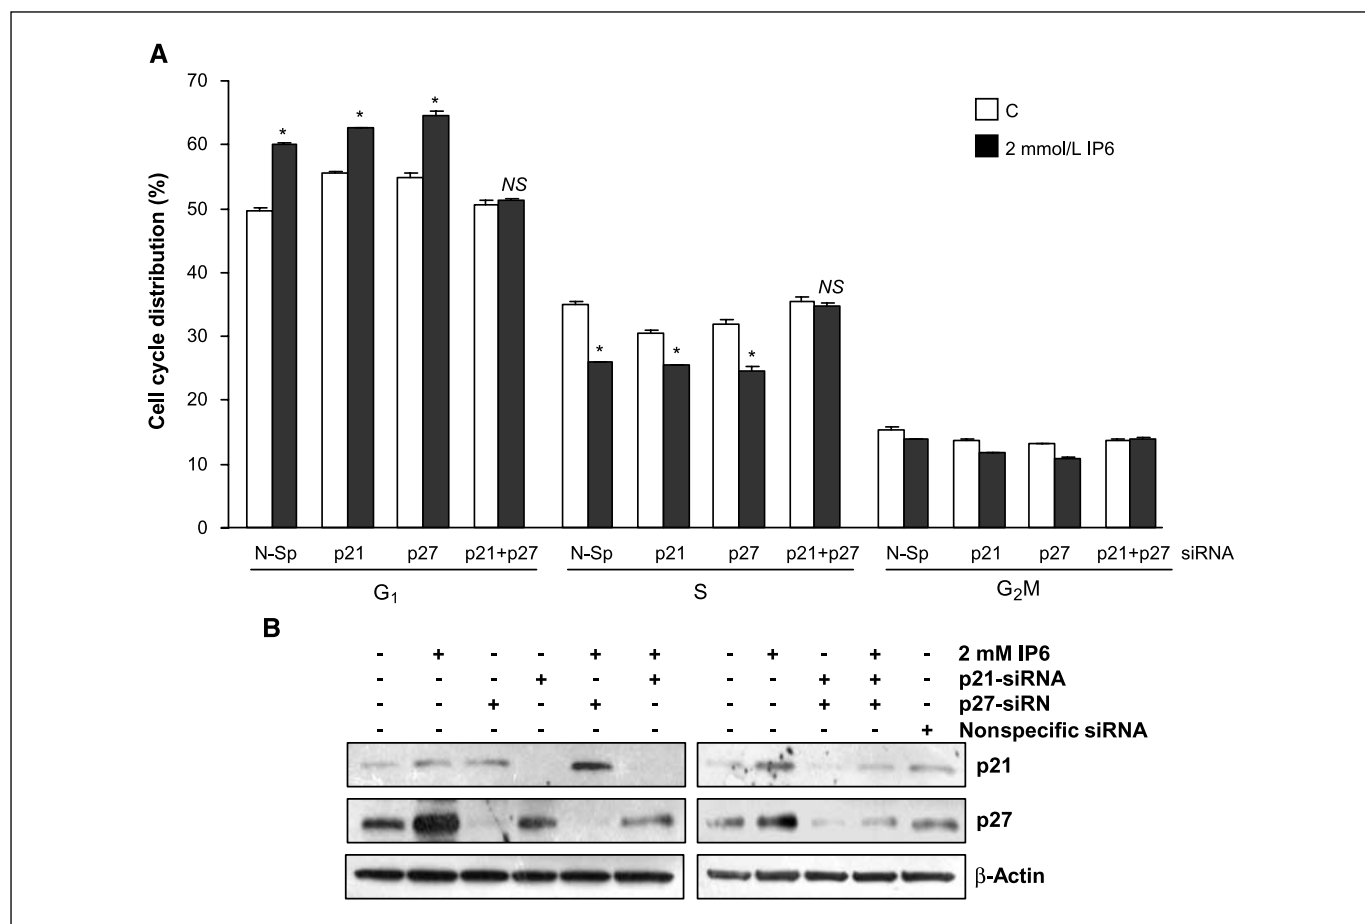 A
70
60
50
40
30
20
10
0
Cell cycle distribution (%)
C
2 mmol/L IP6
* * * NS
* * * NS
N-Sp p21 p27 p21+p27 N-Sp p21 p27 p21+p27 N-Sp p21 p27 p21+p27 siRNA
G1 S G2M
B
- + - - + + - + - + - 2 mM IP6
- - - + - + - - + + - p21-siRNA
- - + - + - - - + + - p27-siRN
- - - - - - - - - - + Nonspecific siRNA
p21
p27
β-Actin